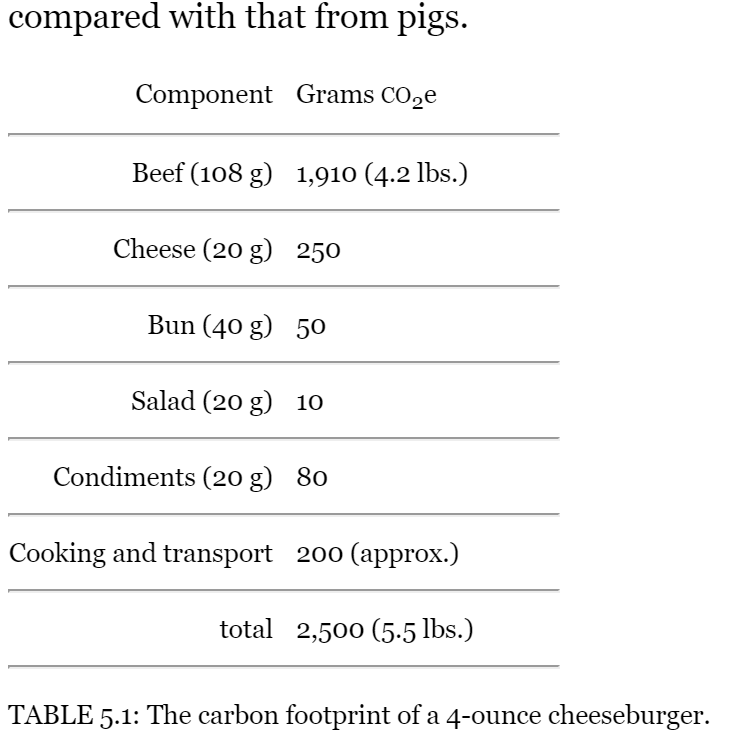 compared with that from pigs.
Component Grams CO₂e
Beef (108 g) 1,910 (4.2 lbs.)
Cheese (20 g) 250
Bun (40 g) 50
Salad (20 g) 10
Condiments (20 g) 80
Cooking and transport 200 (approx.)
total 2,500 (5.5 lbs.)
TABLE 5.1: The carbon footprint of a 4-ounce cheeseburger.